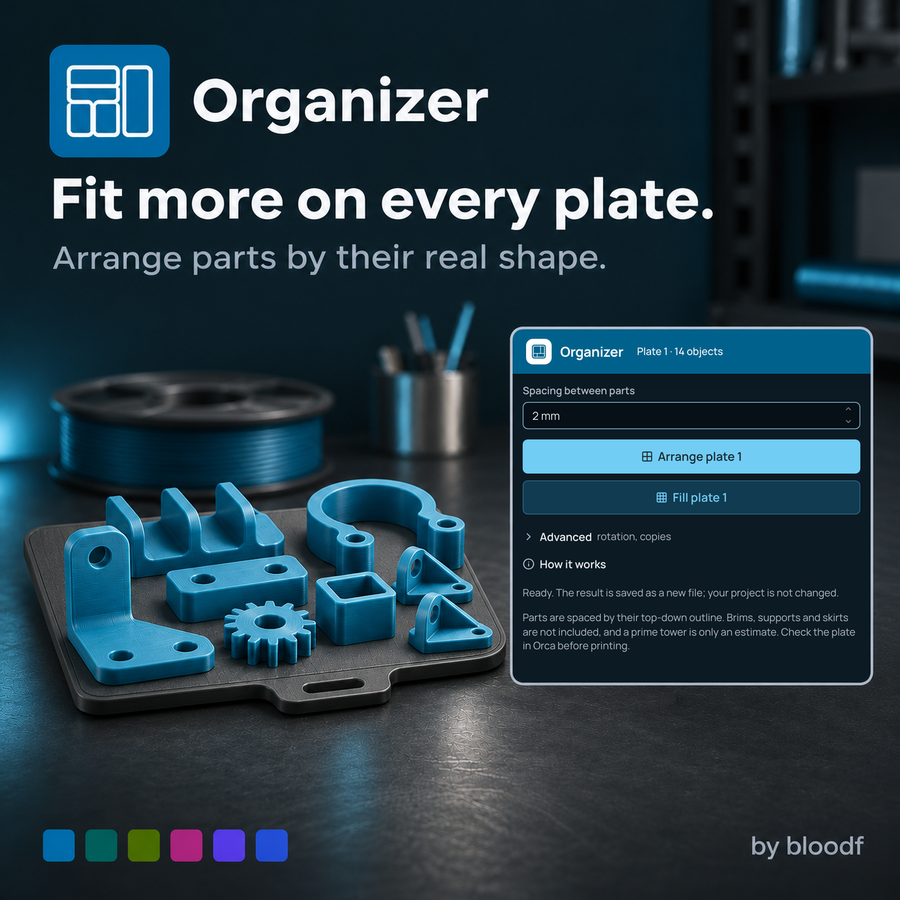 Organizer
Fit more on every plate.
Arrange parts by their real shape.
Organizer Plate 1 · 14 objects
Spacing between parts
2 mm
Arrange plate 1
Fill plate 1
Advanced rotation, copies
How it works
Ready. The result is saved as a new file; your project is not changed.
Parts are spaced by their top-down outline. Brims, supports and skirts
are not included, and a prime tower is only an estimate. Check the plate
in Orca before printing.
by bloodf